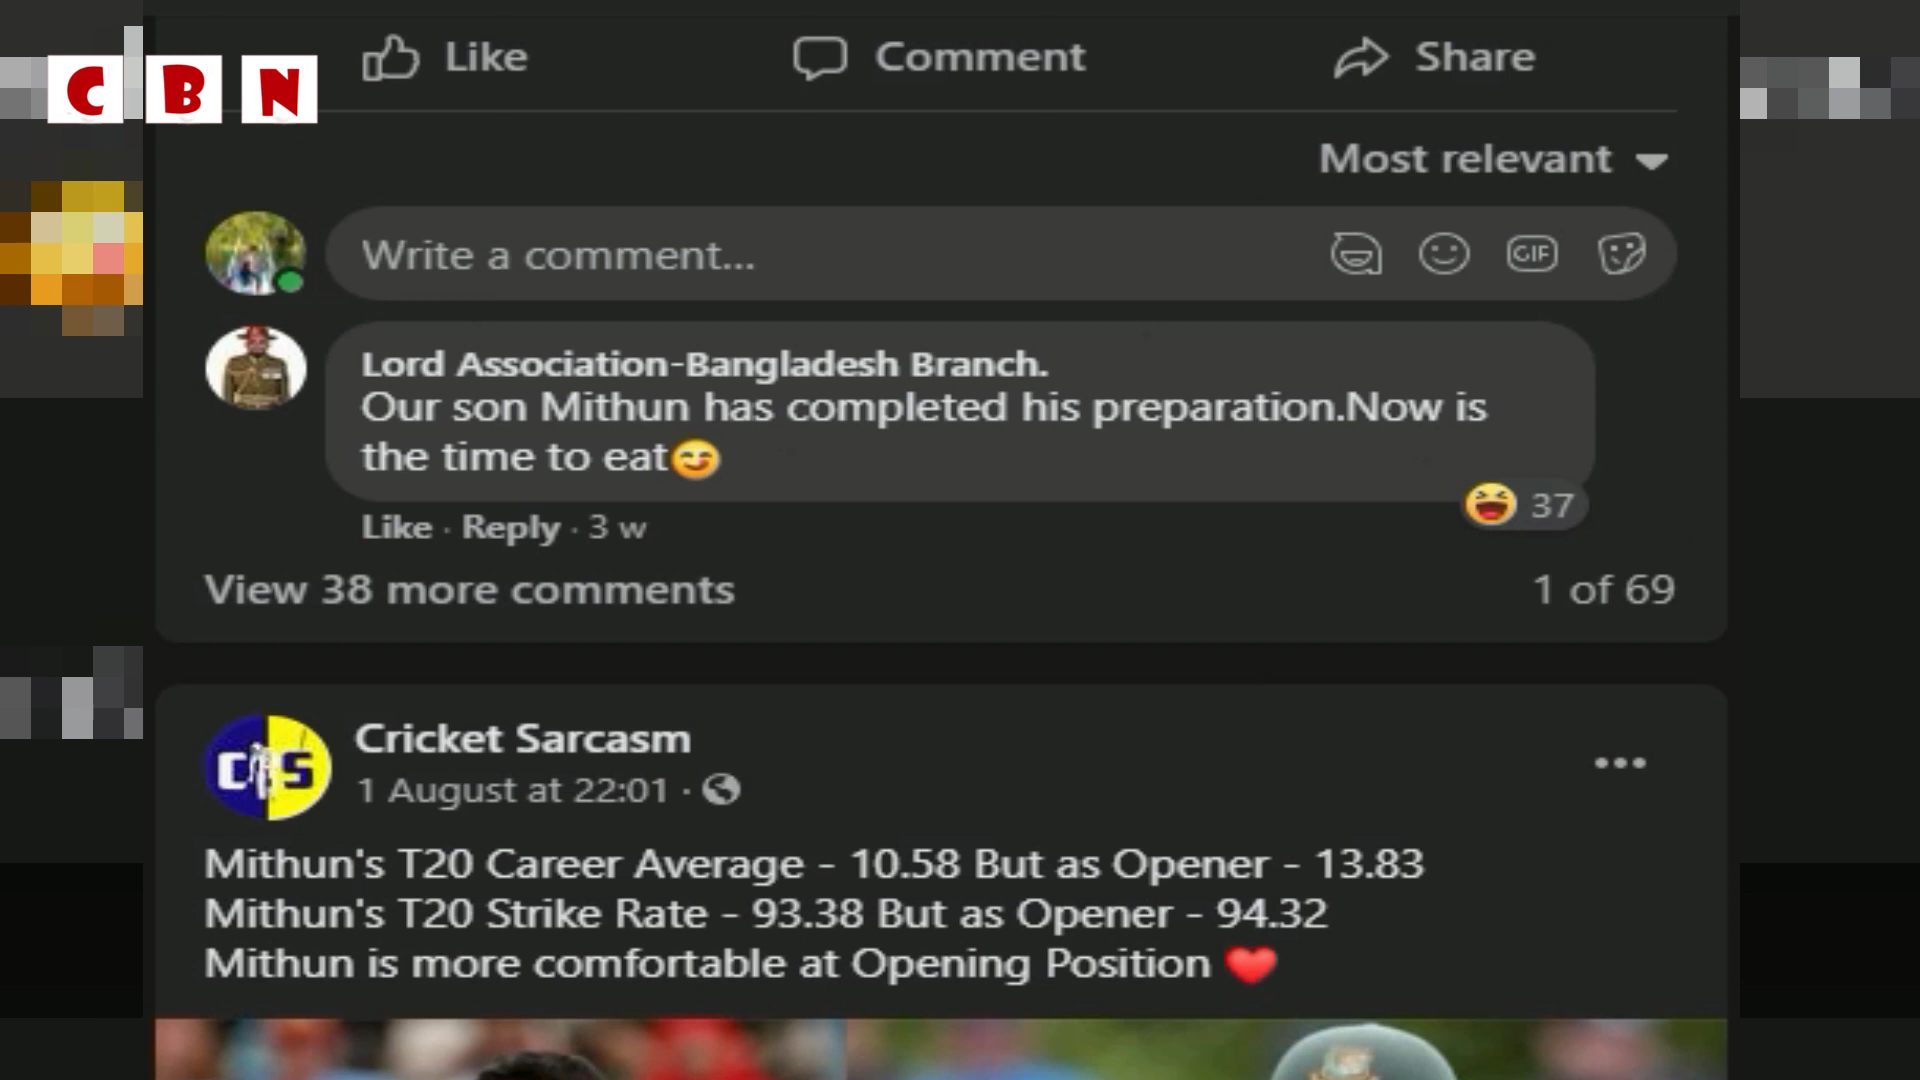 C B N
Like Comment Share
Most relevant
Write a comment...
GIF
Lord Association-Bangladesh Branch.
Our son Mithun has completed his preparation.Now is
the time to eat😋
37
Like · Reply · 3 w
View 38 more comments 1 of 69
CS
Cricket Sarcasm
1 August at 22:01 ·
Mithun's T20 Career Average - 10.58 But as Opener - 13.83
Mithun's T20 Strike Rate - 93.38 But as Opener - 94.32
Mithun is more comfortable at Opening Position ❤️